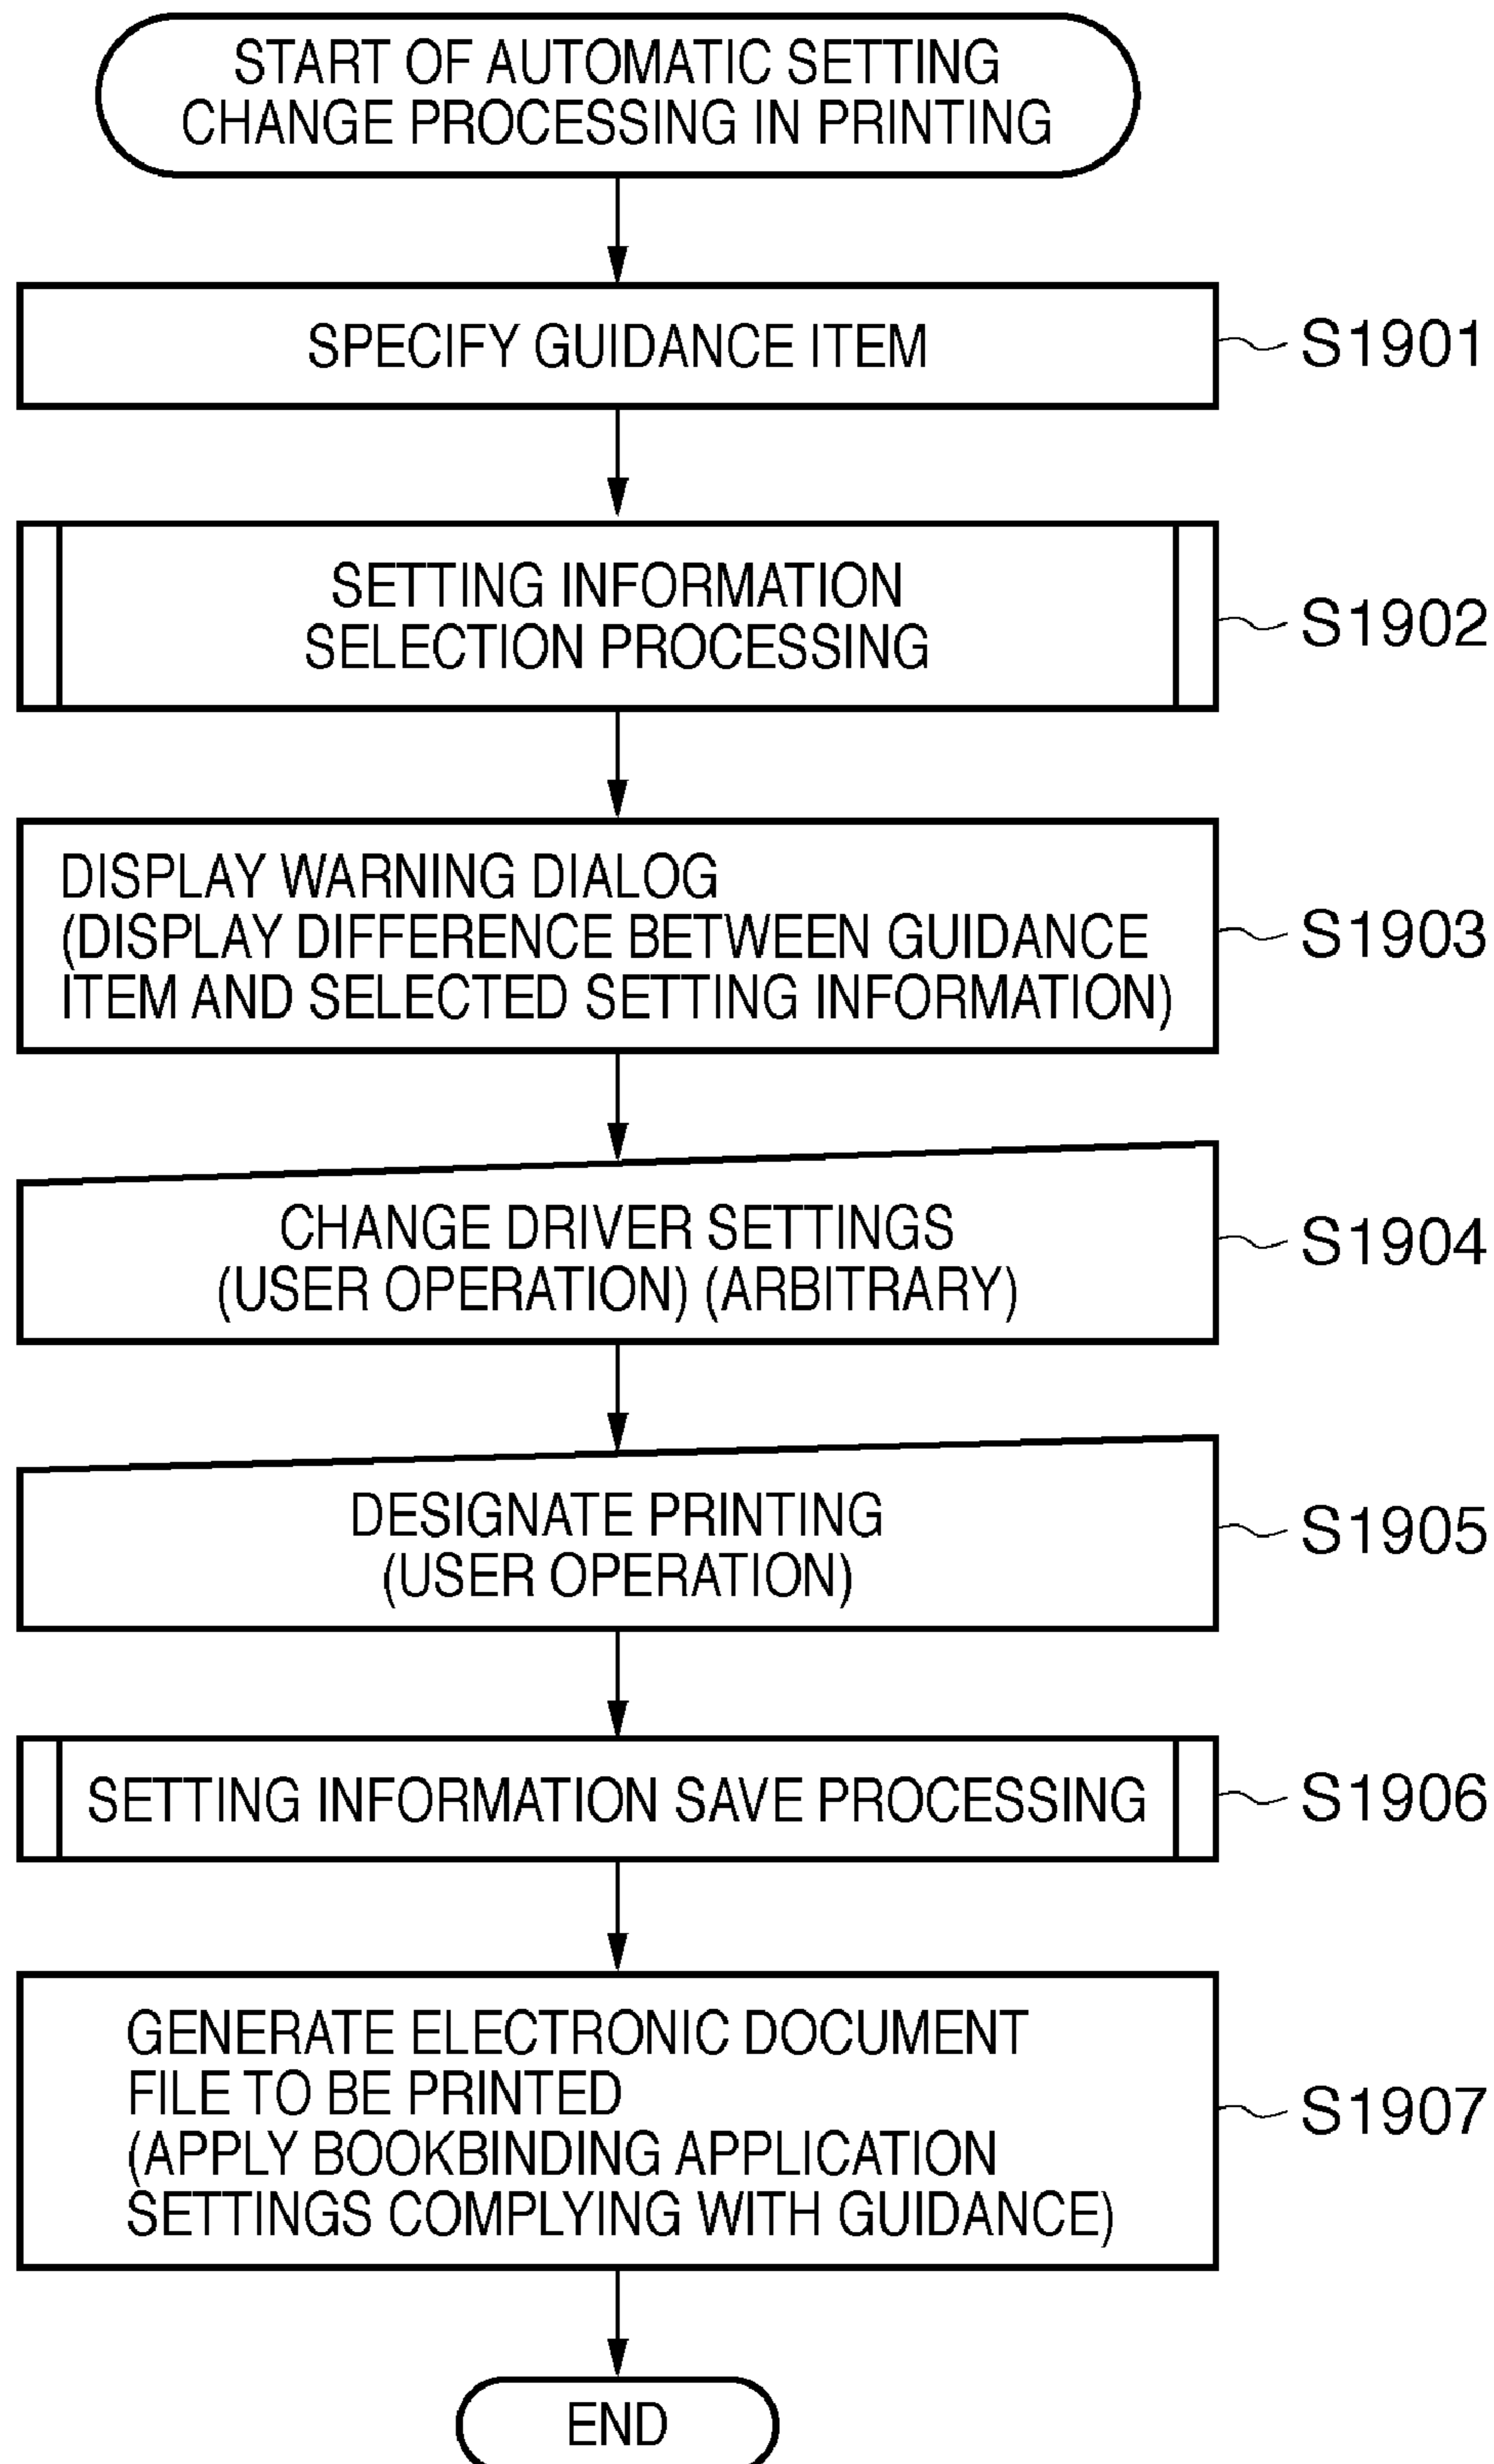 START OF AUTOMATIC SETTING
CHANGE PROCESSING IN PRINTING
SPECIFY GUIDANCE ITEM
S1901
SETTING INFORMATION
SELECTION PROCESSING
S1902
DISPLAY WARNING DIALOG
(DISPLAY DIFFERENCE BETWEEN GUIDANCE
ITEM AND SELECTED SETTING INFORMATION)
S1903
CHANGE DRIVER SETTINGS
(USER OPERATION) (ARBITRARY)
S1904
DESIGNATE PRINTING
(USER OPERATION)
S1905
SETTING INFORMATION SAVE PROCESSING
S1906
GENERATE ELECTRONIC DOCUMENT
FILE TO BE PRINTED
(APPLY BOOKBINDING APPLICATION
SETTINGS COMPLYING WITH GUIDANCE)
S1907
END